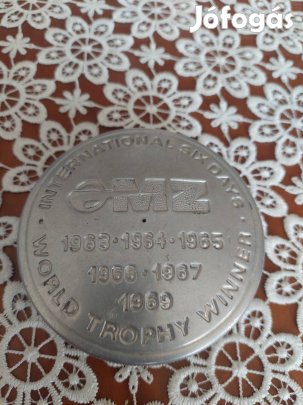 Jófogás
INTERNATIONAL SIX DAYS
MZ
1963·1964·1965
1966·1967
1969
WORLD TROPHY WINNER